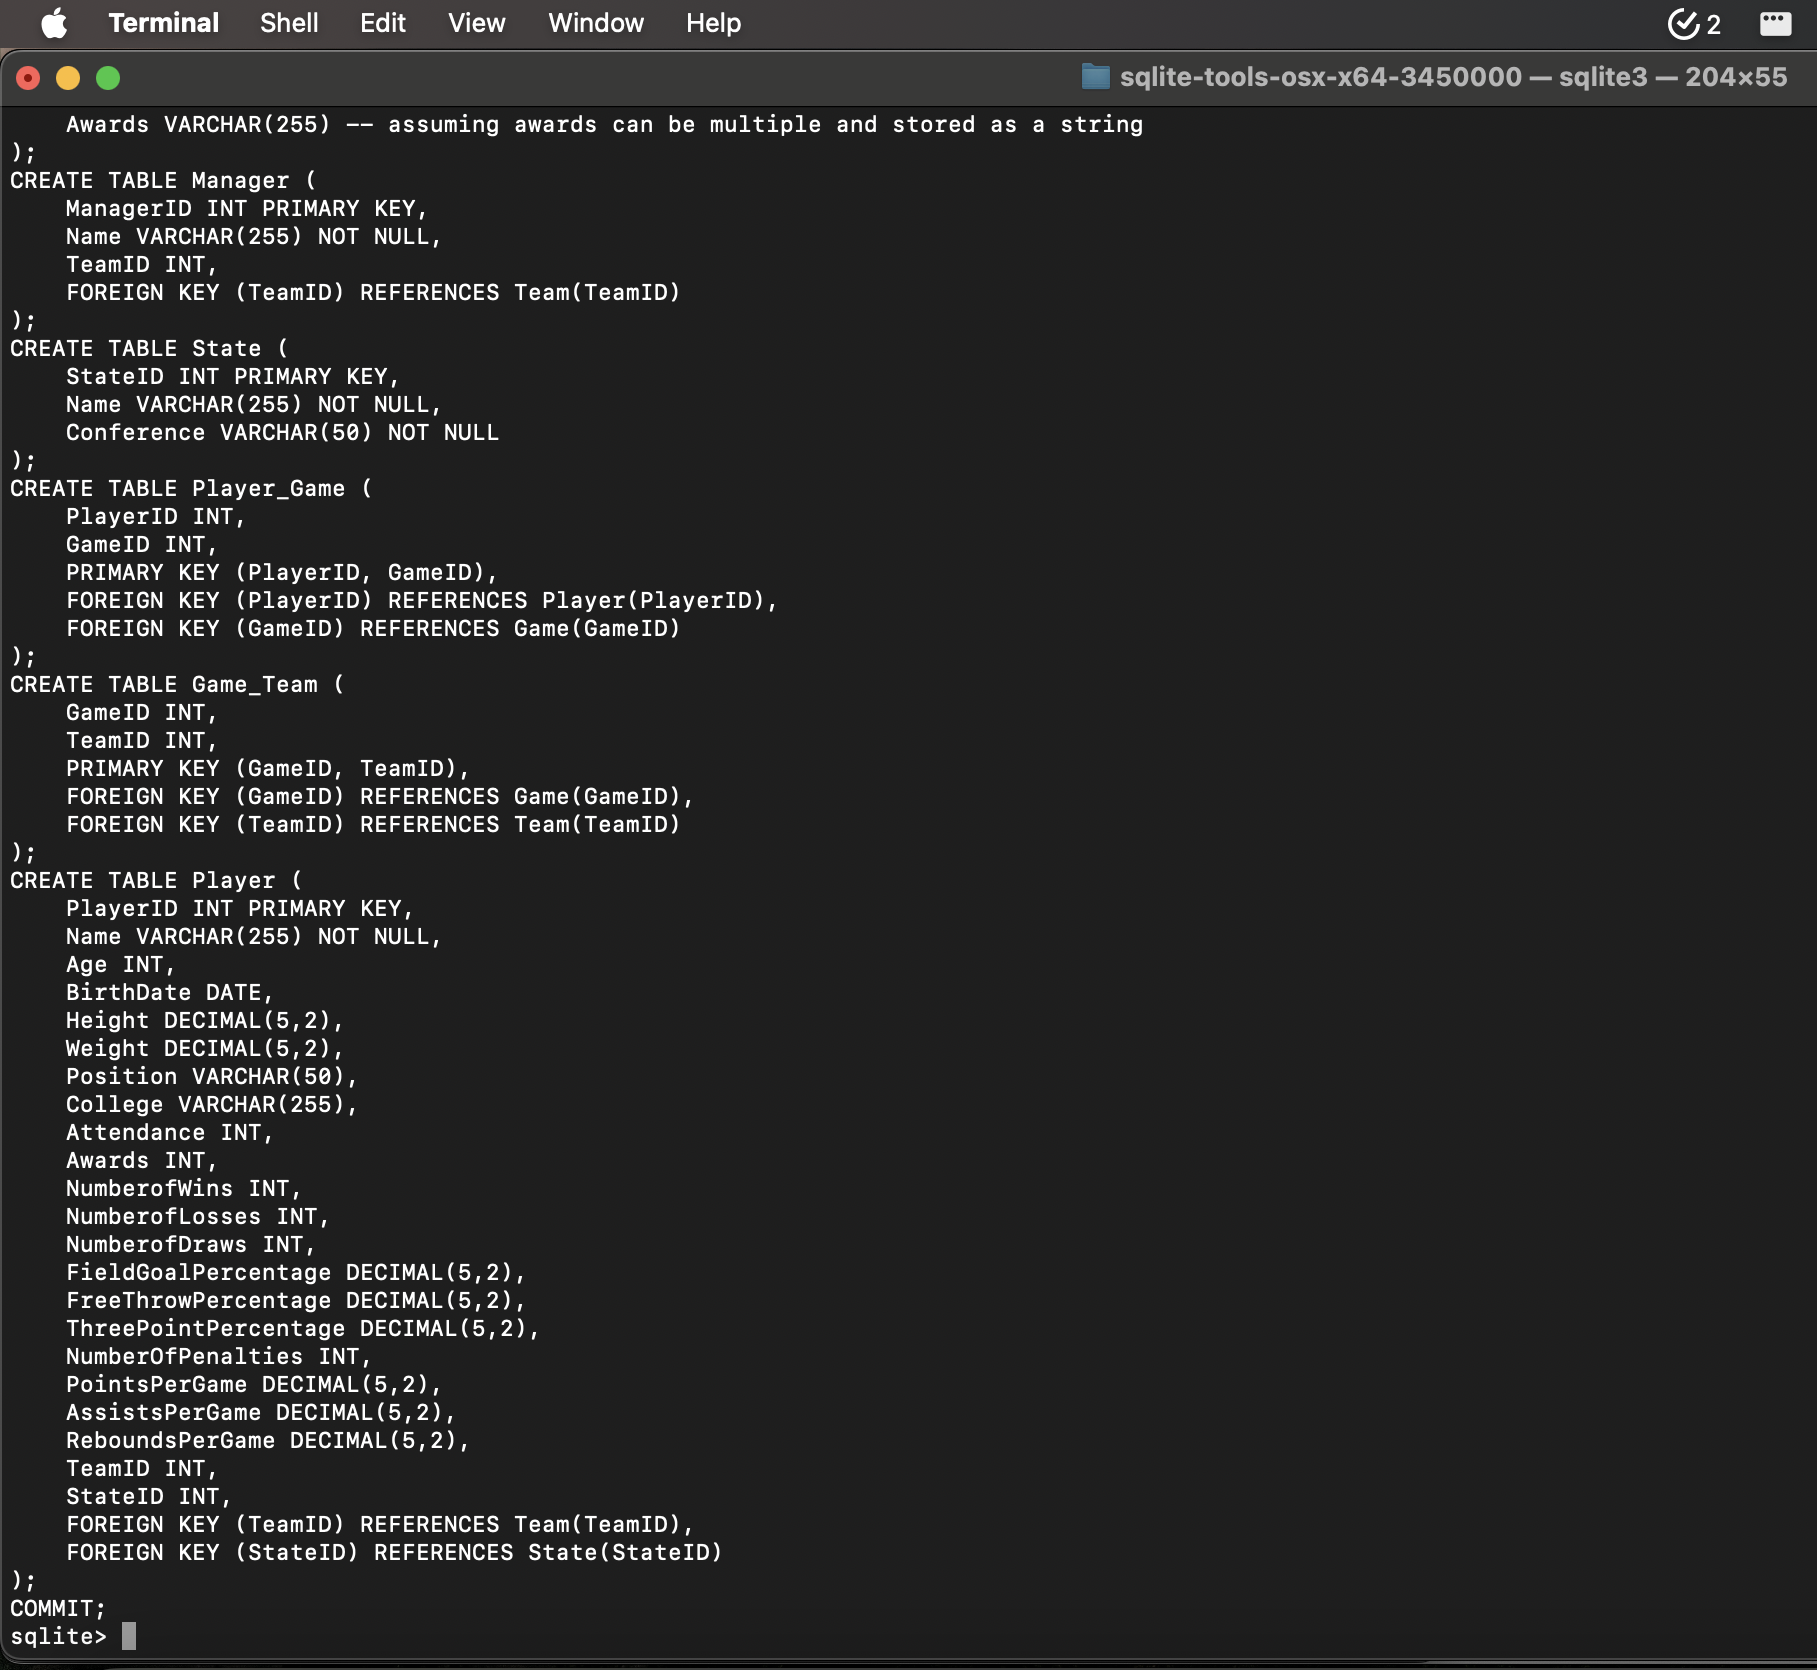 Terminal Shell Edit View Window Help 2
sqlite-tools-osx-x64-3450000 — sqlite3 — 204×55
    Awards VARCHAR(255) -- assuming awards can be multiple and stored as a string
);
CREATE TABLE Manager (
    ManagerID INT PRIMARY KEY,
    Name VARCHAR(255) NOT NULL,
    TeamID INT,
    FOREIGN KEY (TeamID) REFERENCES Team(TeamID)
);
CREATE TABLE State (
    StateID INT PRIMARY KEY,
    Name VARCHAR(255) NOT NULL,
    Conference VARCHAR(50) NOT NULL
);
CREATE TABLE Player_Game (
    PlayerID INT,
    GameID INT,
    PRIMARY KEY (PlayerID, GameID),
    FOREIGN KEY (PlayerID) REFERENCES Player(PlayerID),
    FOREIGN KEY (GameID) REFERENCES Game(GameID)
);
CREATE TABLE Game_Team (
    GameID INT,
    TeamID INT,
    PRIMARY KEY (GameID, TeamID),
    FOREIGN KEY (GameID) REFERENCES Game(GameID),
    FOREIGN KEY (TeamID) REFERENCES Team(TeamID)
);
CREATE TABLE Player (
    PlayerID INT PRIMARY KEY,
    Name VARCHAR(255) NOT NULL,
    Age INT,
    BirthDate DATE,
    Height DECIMAL(5,2),
    Weight DECIMAL(5,2),
    Position VARCHAR(50),
    College VARCHAR(255),
    Attendance INT,
    Awards INT,
    NumberofWins INT,
    NumberofLosses INT,
    NumberofDraws INT,
    FieldGoalPercentage DECIMAL(5,2),
    FreeThrowPercentage DECIMAL(5,2),
    ThreePointPercentage DECIMAL(5,2),
    NumberOfPenalties INT,
    PointsPerGame DECIMAL(5,2),
    AssistsPerGame DECIMAL(5,2),
    ReboundsPerGame DECIMAL(5,2),
    TeamID INT,
    StateID INT,
    FOREIGN KEY (TeamID) REFERENCES Team(TeamID),
    FOREIGN KEY (StateID) REFERENCES State(StateID)
);
COMMIT;
sqlite>